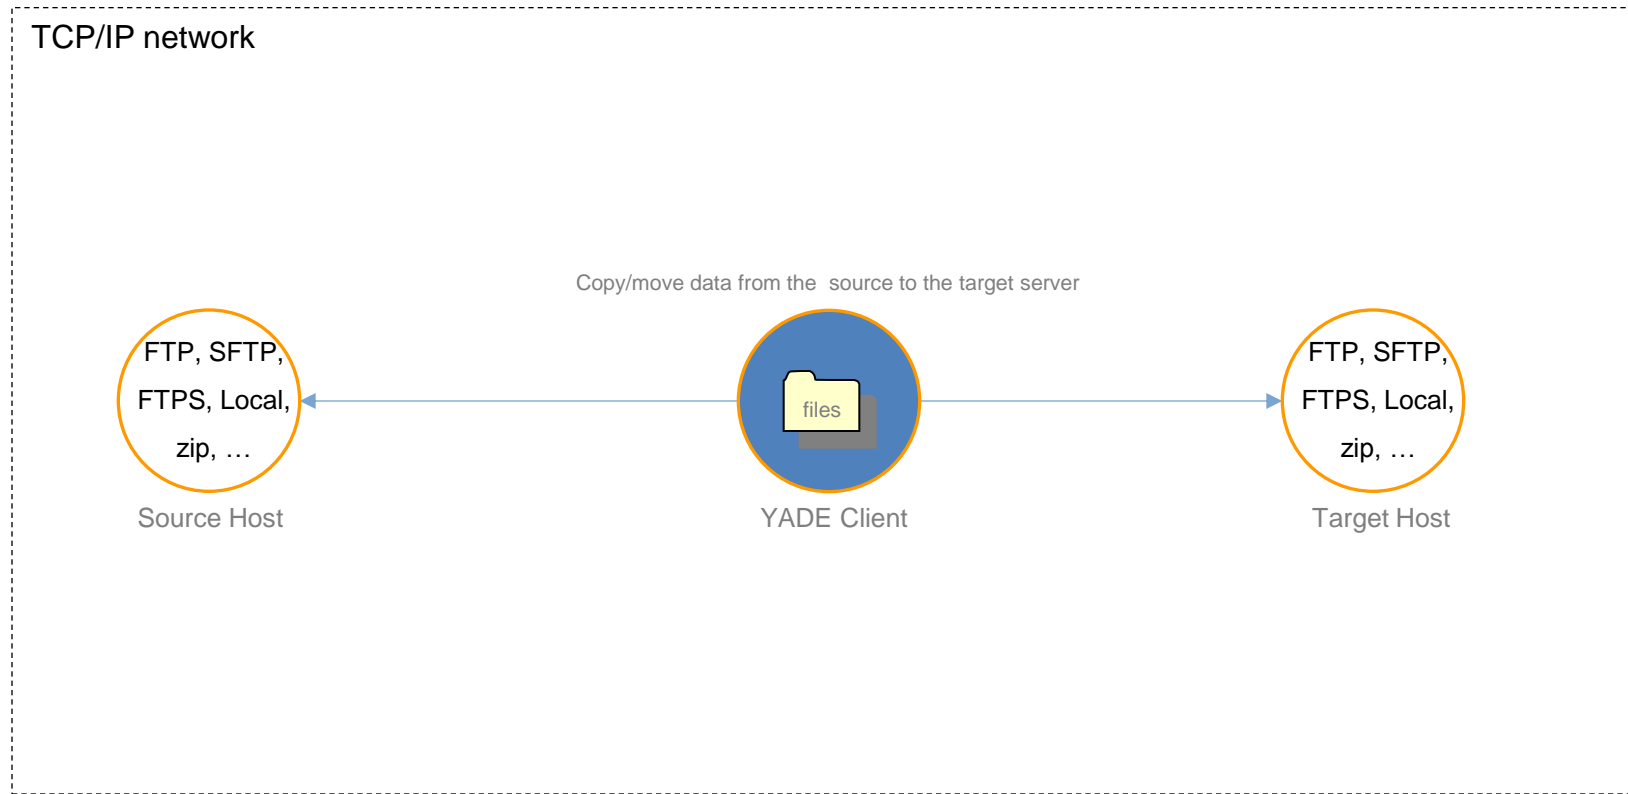 TCP/IP network
Copy/move data from the  source to the target server
FTP, SFTP,
FTPS, Local,
zip, …
files
FTP, SFTP,
FTPS, Local,
zip, …
Source Host
YADE Client
Target Host